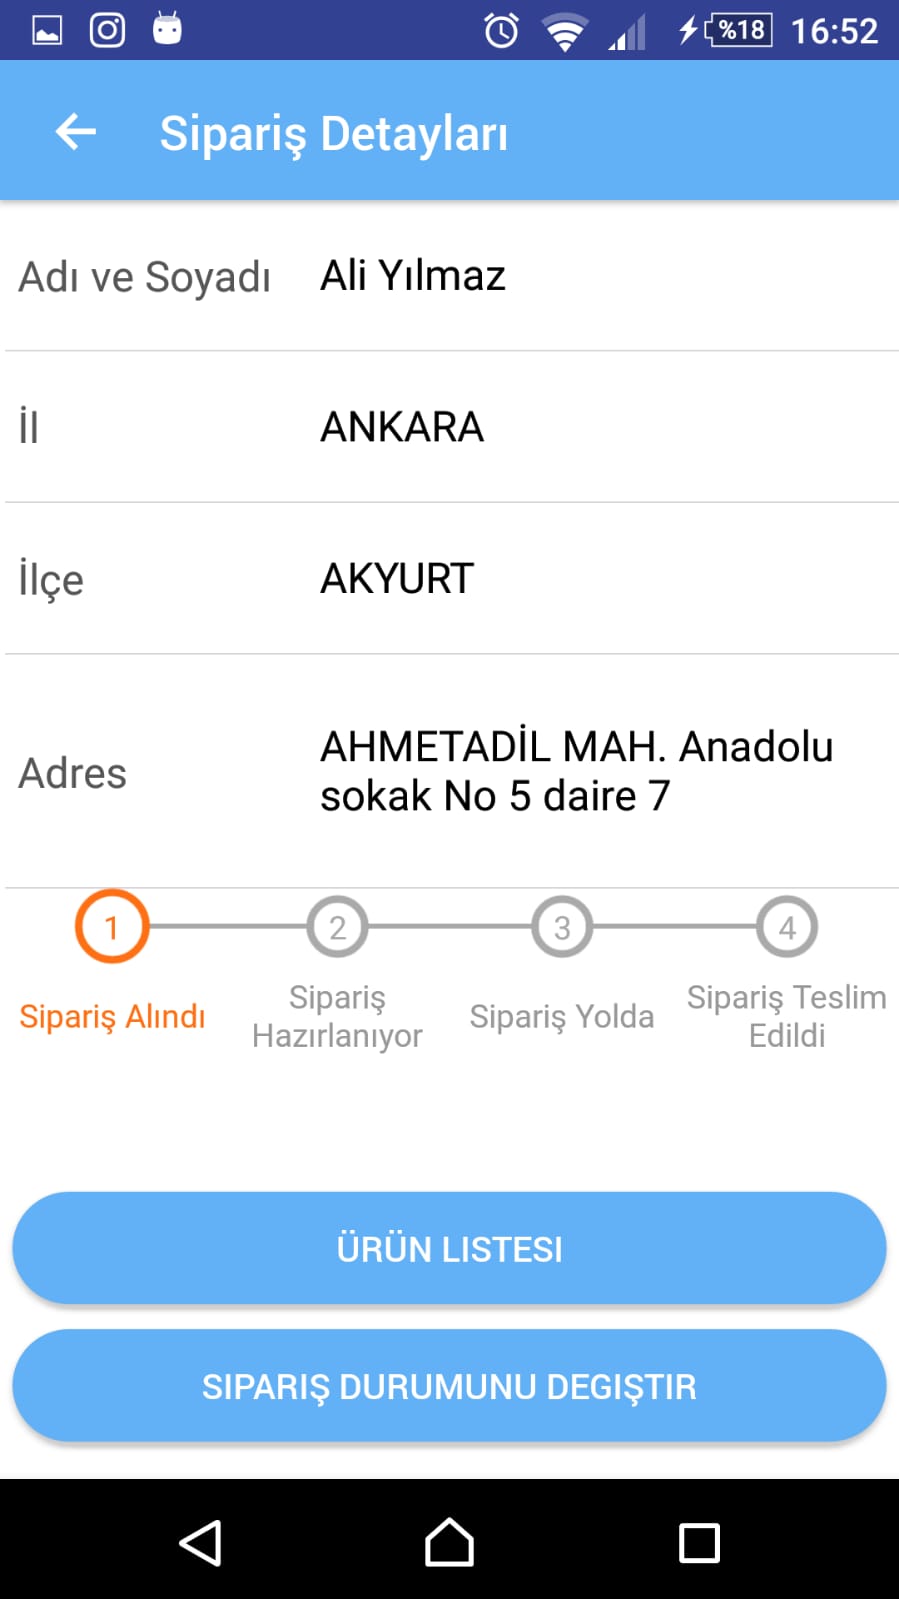 %18 16:52
Sipariş Detayları
Adı ve Soyadı Ali Yılmaz
İl ANKARA
İlçe AKYURT
Adres AHMETADİL MAH. Anadolu
sokak No 5 daire 7
1 2 3 4
Sipariş Alındı Sipariş Hazırlanıyor Sipariş Yolda Sipariş Teslim Edildi
ÜRÜN LISTESI
SIPARIŞ DURUMUNU DEGIŞTIR